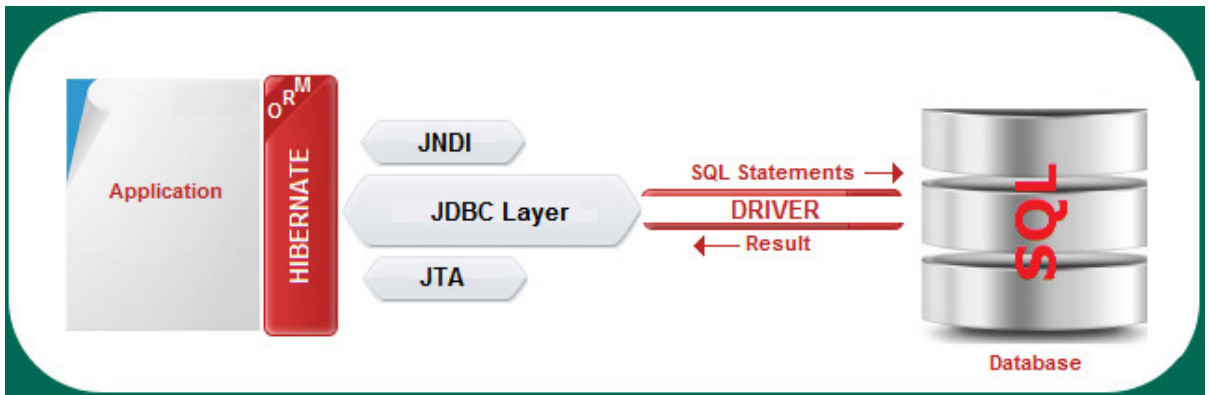 Application
ORM
HIBERNATE
JNDI
JDBC Layer
JTA
SQL Statements
DRIVER
Result
SQL
Database